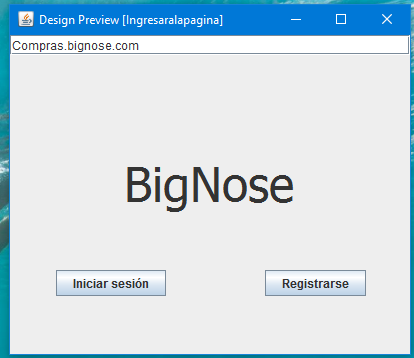 Design Preview [Ingresaralapagina]
Compras.bignose.com
BigNose
Iniciar sesión
Registrarse